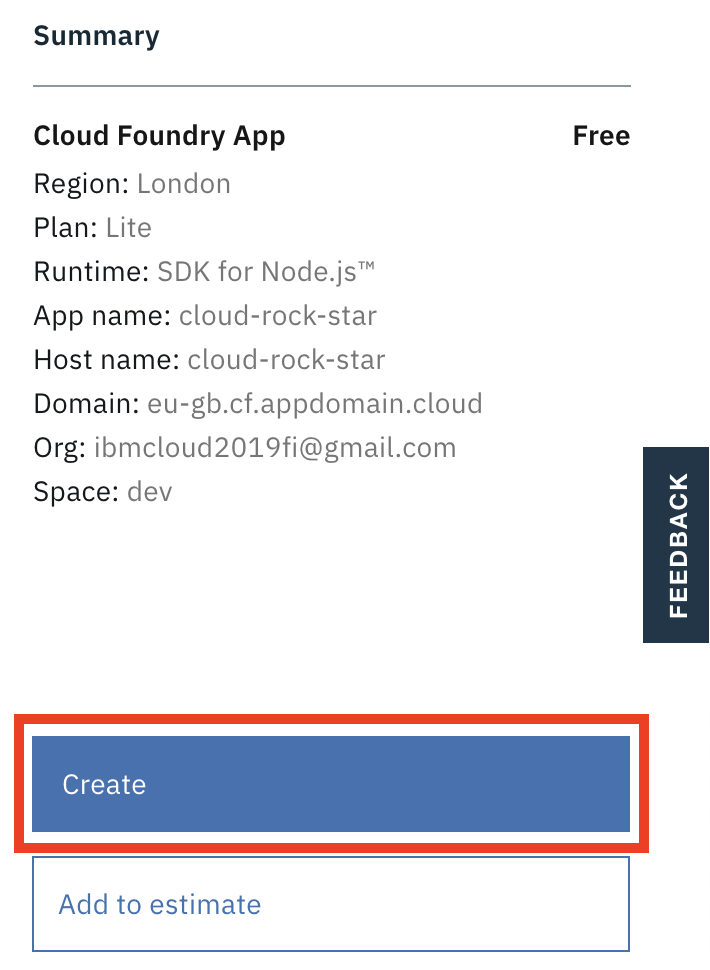 Summary
Cloud Foundry App Free
Region: London
Plan: Lite
Runtime: SDK for Node.js™
App name: cloud-rock-star
Host name: cloud-rock-star
Domain: eu-gb.cf.appdomain.cloud
Org: ibmcloud2019fi@gmail.com
Space: dev
FEEDBACK
Create
Add to estimate